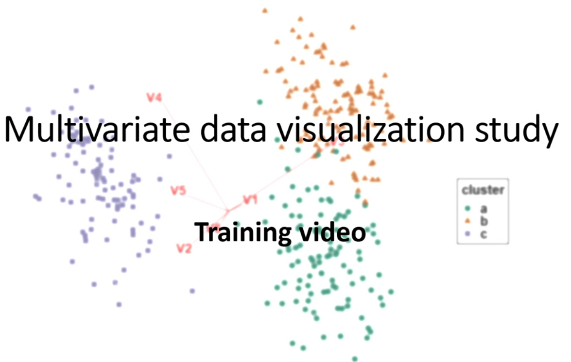 V4
Multivariate data visualization study
V5
V1
cluster
a
b
c
Training video
V2